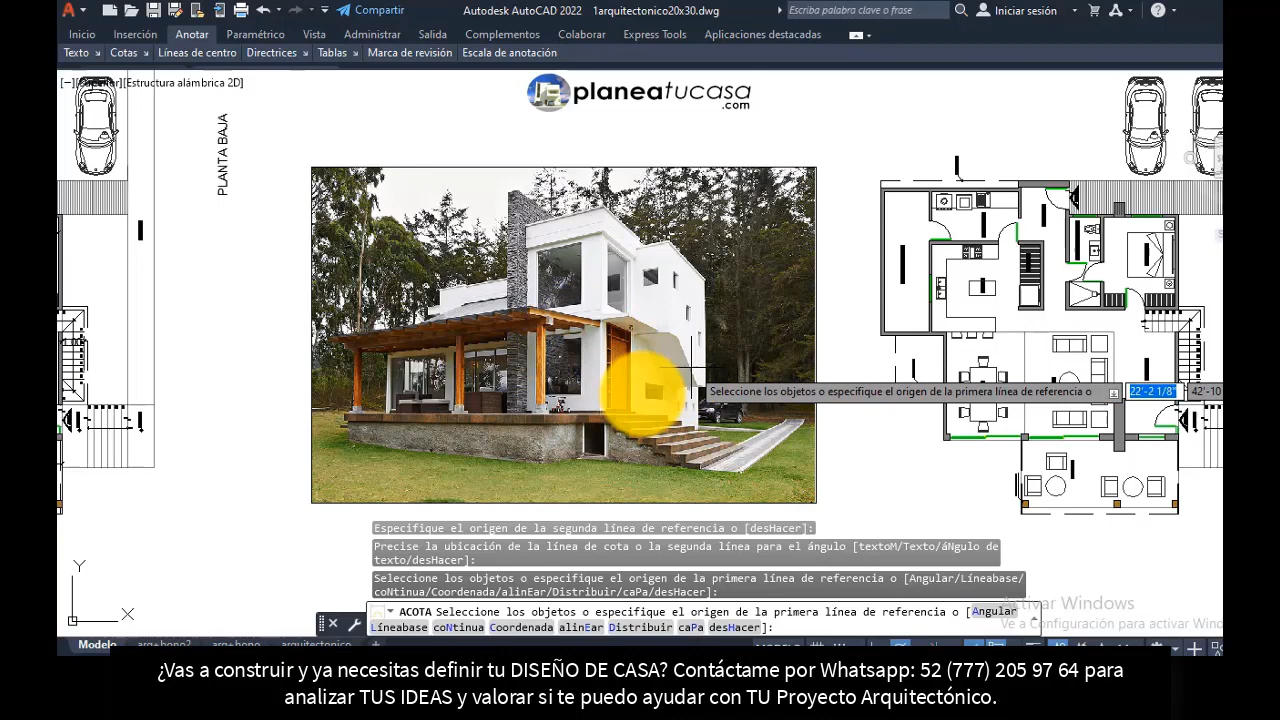 Compartir
Autodesk AutoCAD 2022 1arquitectonico20x30.dwg
Escriba palabra clave o frase
Iniciar sesión
Inicio Inserción Anotar Paramétrico Vista Administrar Salida Complementos Colaborar Express Tools Aplicaciones destacadas
Texto Cotas Líneas de centro Directrices Tablas Marca de revisión Escala de anotación
[Estructura alámbrica 2D]
planeatucasa
.com
PLANTA BAJA
Seleccione los objetos o especifique el origen de la primera línea de referencia o
22'-2 1/8" 42'-10
Especifique el origen de la segunda línea de referencia o [desHacer]:
Precise la ubicación de la línea de cota o la segunda línea para el ángulo [textoM/Texto/áNgulo de
texto/desHacer]:
Seleccione los objetos o especifique el origen de la primera línea de referencia o [Angular/Líneabase/
coNtinua/Coordenada/alinEar/Distribuir/caPa/desHacer]:
ACOTA Seleccione los objetos o especifique el origen de la primera línea de referencia o [Angular
Líneabase coNtinua Coordenada alinEar Distribuir caPa desHacer]:
Y
X
Activar Windows
Ve a Configuración para activar Win
Modelo
¿Vas a construir y ya necesitas definir tu DISEÑO DE CASA? Contáctame por Whatsapp: 52 (777) 205 97 64 para
analizar TUS IDEAS y valorar si te puedo ayudar con TU Proyecto Arquitectónico.